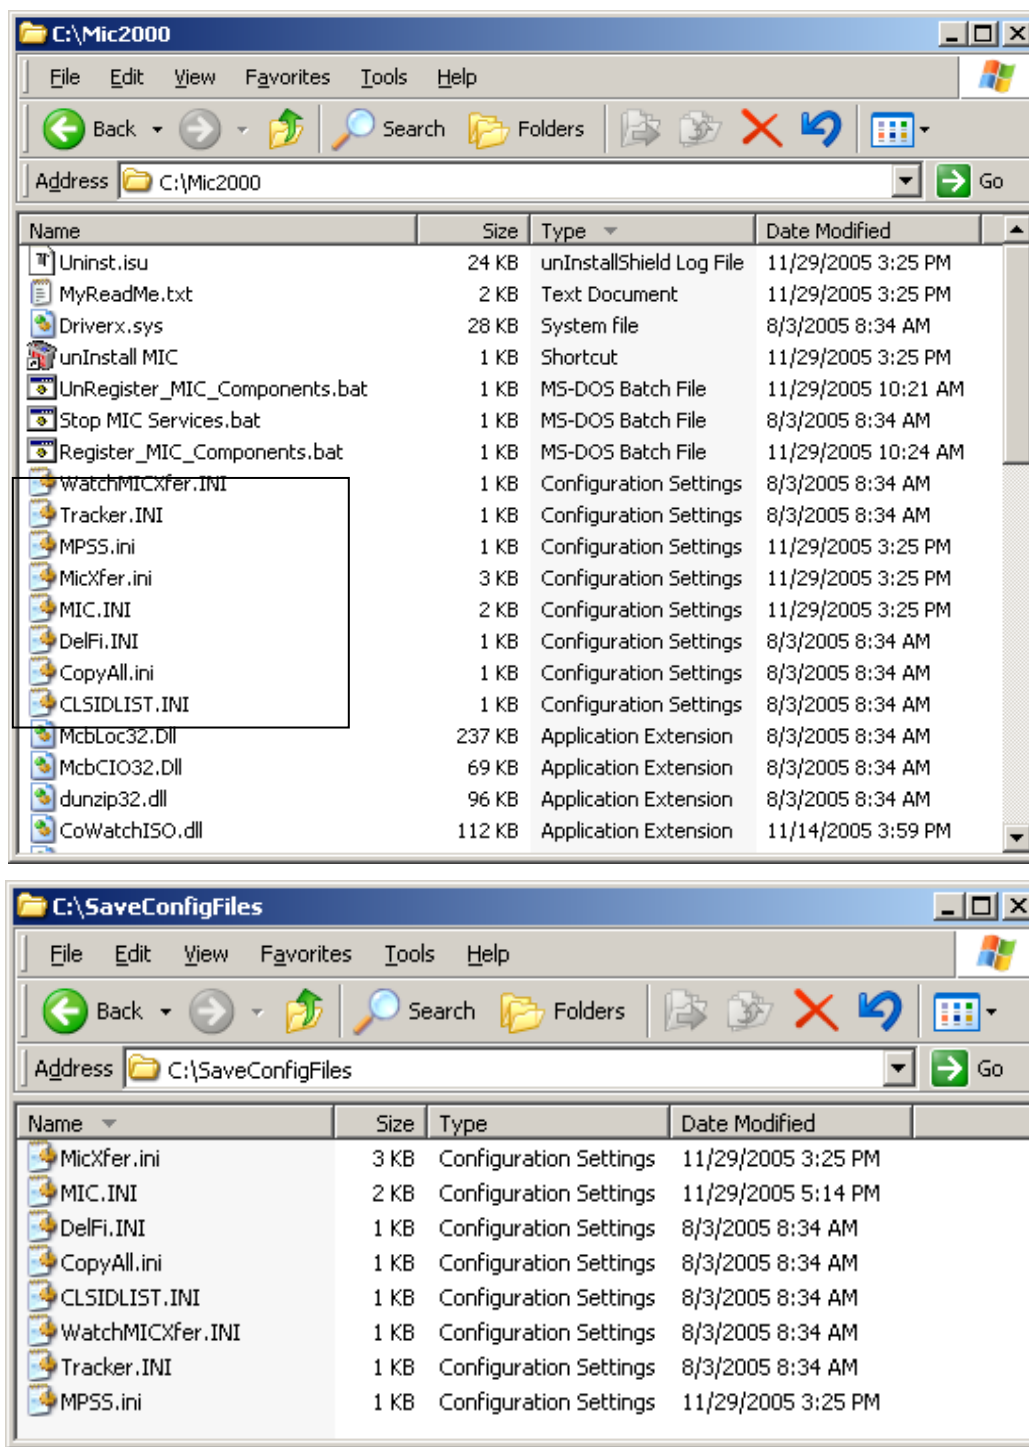 C:\Mic2000
File Edit View Favorites Tools Help
Back Search Folders
Address C:\Mic2000 Go
Name Size Type Date Modified
Uninst.isu 24 KB unInstallShield Log File 11/29/2005 3:25 PM
MyReadMe.txt 2 KB Text Document 11/29/2005 3:25 PM
Driverx.sys 28 KB System file 8/3/2005 8:34 AM
unInstall MIC 1 KB Shortcut 11/29/2005 3:25 PM
UnRegister_MIC_Components.bat 1 KB MS-DOS Batch File 11/29/2005 10:21 AM
Stop MIC Services.bat 1 KB MS-DOS Batch File 8/3/2005 8:34 AM
Register_MIC_Components.bat 1 KB MS-DOS Batch File 11/29/2005 10:24 AM
WatchMICXfer.INI 1 KB Configuration Settings 8/3/2005 8:34 AM
Tracker.INI 1 KB Configuration Settings 8/3/2005 8:34 AM
MPSS.ini 1 KB Configuration Settings 11/29/2005 3:25 PM
MicXfer.ini 3 KB Configuration Settings 11/29/2005 3:25 PM
MIC.INI 2 KB Configuration Settings 11/29/2005 3:25 PM
DelFi.INI 1 KB Configuration Settings 8/3/2005 8:34 AM
CopyAll.ini 1 KB Configuration Settings 8/3/2005 8:34 AM
CLSIDLIST.INI 1 KB Configuration Settings 8/3/2005 8:34 AM
McbLoc32.Dll 237 KB Application Extension 8/3/2005 8:34 AM
McbCIO32.Dll 69 KB Application Extension 8/3/2005 8:34 AM
dunzip32.dll 96 KB Application Extension 8/3/2005 8:34 AM
CoWatchISO.dll 112 KB Application Extension 11/14/2005 3:59 PM
C:\SaveConfigFiles
File Edit View Favorites Tools Help
Back Search Folders
Address C:\SaveConfigFiles Go
Name Size Type Date Modified
MicXfer.ini 3 KB Configuration Settings 11/29/2005 3:25 PM
MIC.INI 2 KB Configuration Settings 11/29/2005 5:14 PM
DelFi.INI 1 KB Configuration Settings 8/3/2005 8:34 AM
CopyAll.ini 1 KB Configuration Settings 8/3/2005 8:34 AM
CLSIDLIST.INI 1 KB Configuration Settings 8/3/2005 8:34 AM
WatchMICXfer.INI 1 KB Configuration Settings 8/3/2005 8:34 AM
Tracker.INI 1 KB Configuration Settings 8/3/2005 8:34 AM
MPSS.ini 1 KB Configuration Settings 11/29/2005 3:25 PM